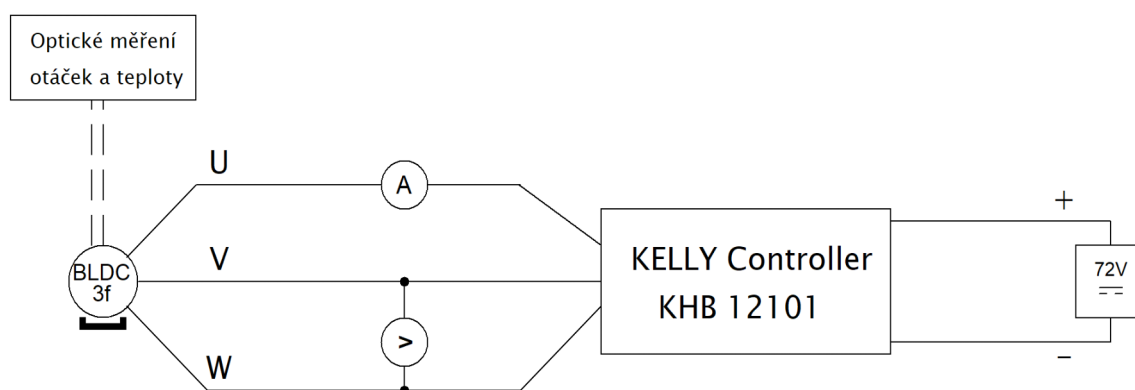 Optické měření
otáček a teploty
U
A
+
V
BLDC
3f
KELLY Controller
KHB 12101
72V
V
W
−